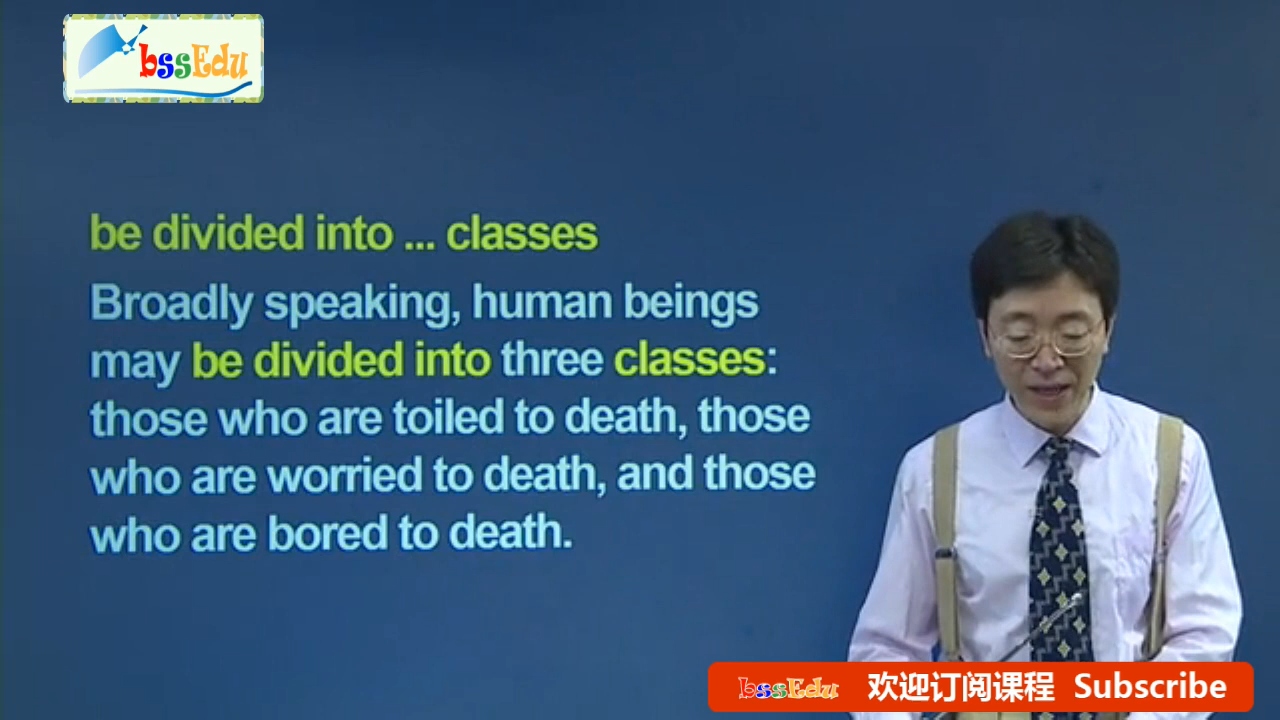 bssEdu
be divided into ... classes
Broadly speaking, human beings
may be divided into three classes:
those who are toiled to death, those
who are worried to death, and those
who are bored to death.
bssEdu 欢迎订阅课程 Subscribe